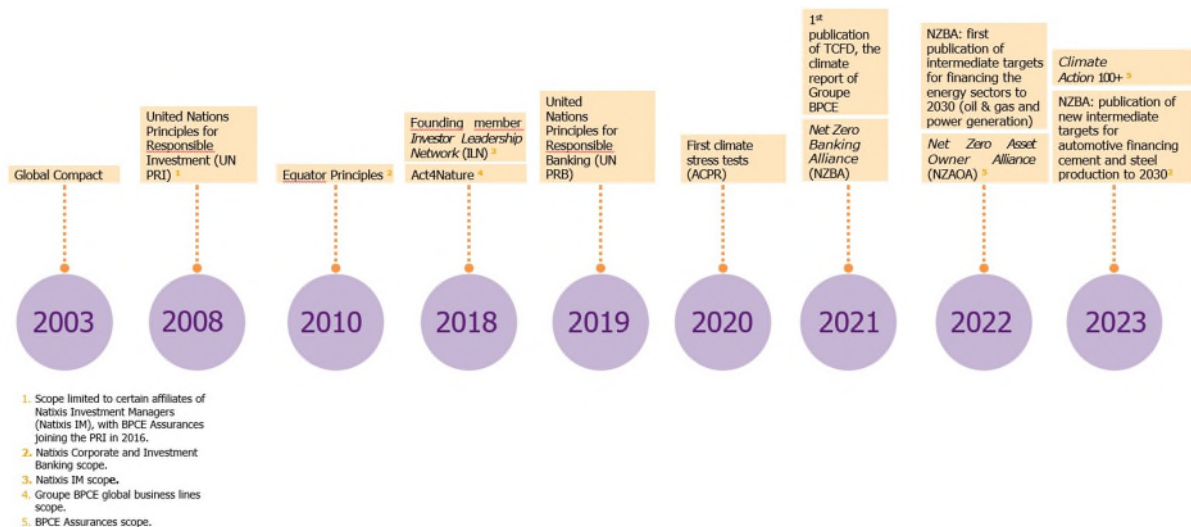 Global Compact
United Nations
Principles for
Responsible
Investment (UN
PRI) 1
Equator Principles 2
Founding member
Investor Leadership
Network (ILN) 3
Act4Nature 4
United
Nations
Principles for
Responsible
Banking (UN
PRB)
First climate
stress tests
(ACPR)
1st
publication
of TCFD, the
climate
report of
Groupe
BPCE
Net Zero
Banking
Alliance
(NZBA)
NZBA: first
publication of
intermediate targets
for financing the
energy sectors to
2030 (oil & gas and
power generation)
Net Zero Asset
Owner Alliance
(NZAOA) 5
Climate
Action 100+ 5
NZBA: publication of
new intermediate
targets for
automotive financing
cement and steel
production to 2030 2
2003
2008
2010
2018
2019
2020
2021
2022
2023
1. Scope limited to certain affiliates of
Natixis Investment Managers
(Natixis IM), with BPCE Assurances
joining the PRI in 2016.
2. Natixis Corporate and Investment
Banking scope.
3. Natixis IM scope.
4. Groupe BPCE global business lines
scope.
5. BPCE Assurances scope.